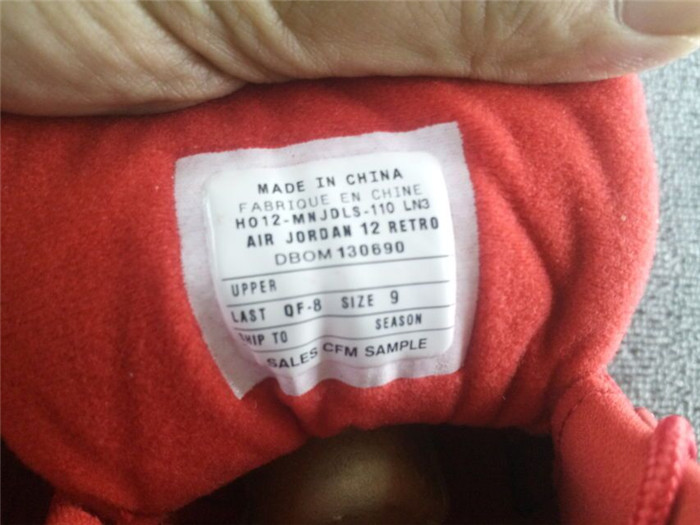 MADE IN CHINA
FABRIQUE EN CHINE
HO12-MNJDLS-110 LN3
AIR JORDAN 12 RETRO
DBOM 130690
UPPER
LAST QF-8 SIZE 9
SHIP TO SEASON
SALES CFM SAMPLE